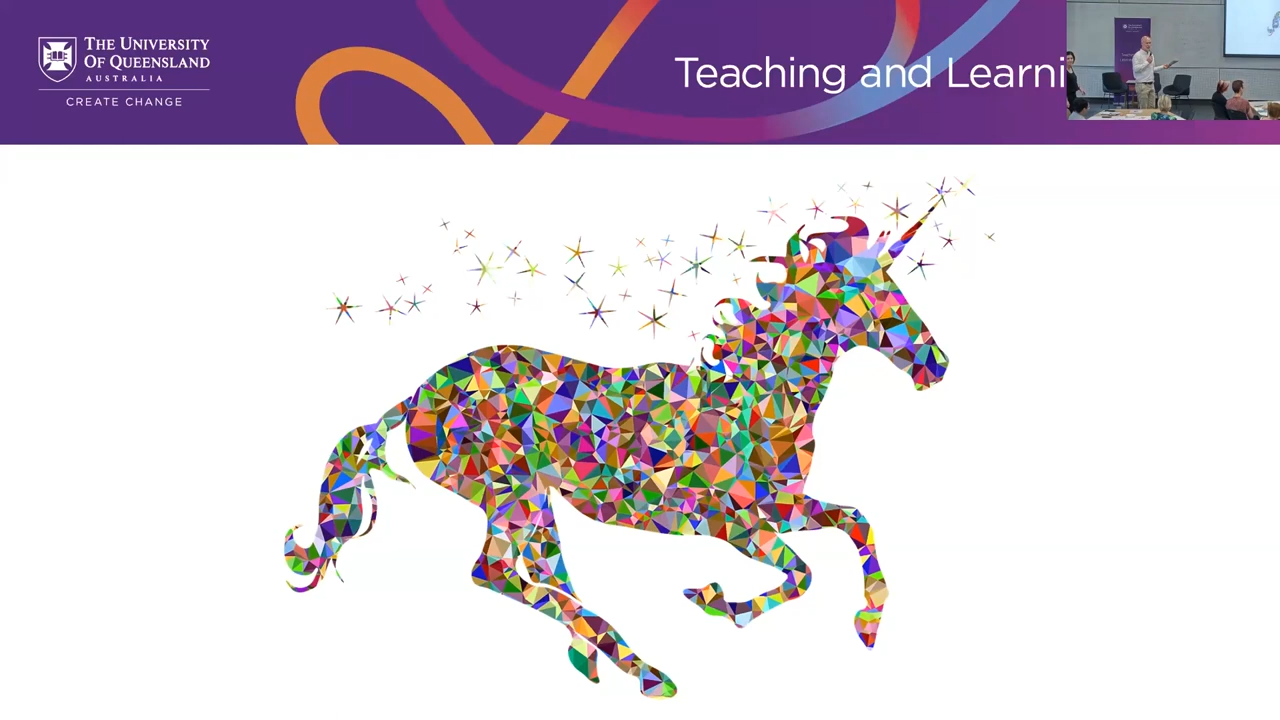 THE UNIVERSITY
OF QUEENSLAND
AUSTRALIA
CREATE CHANGE
Teaching and Learni